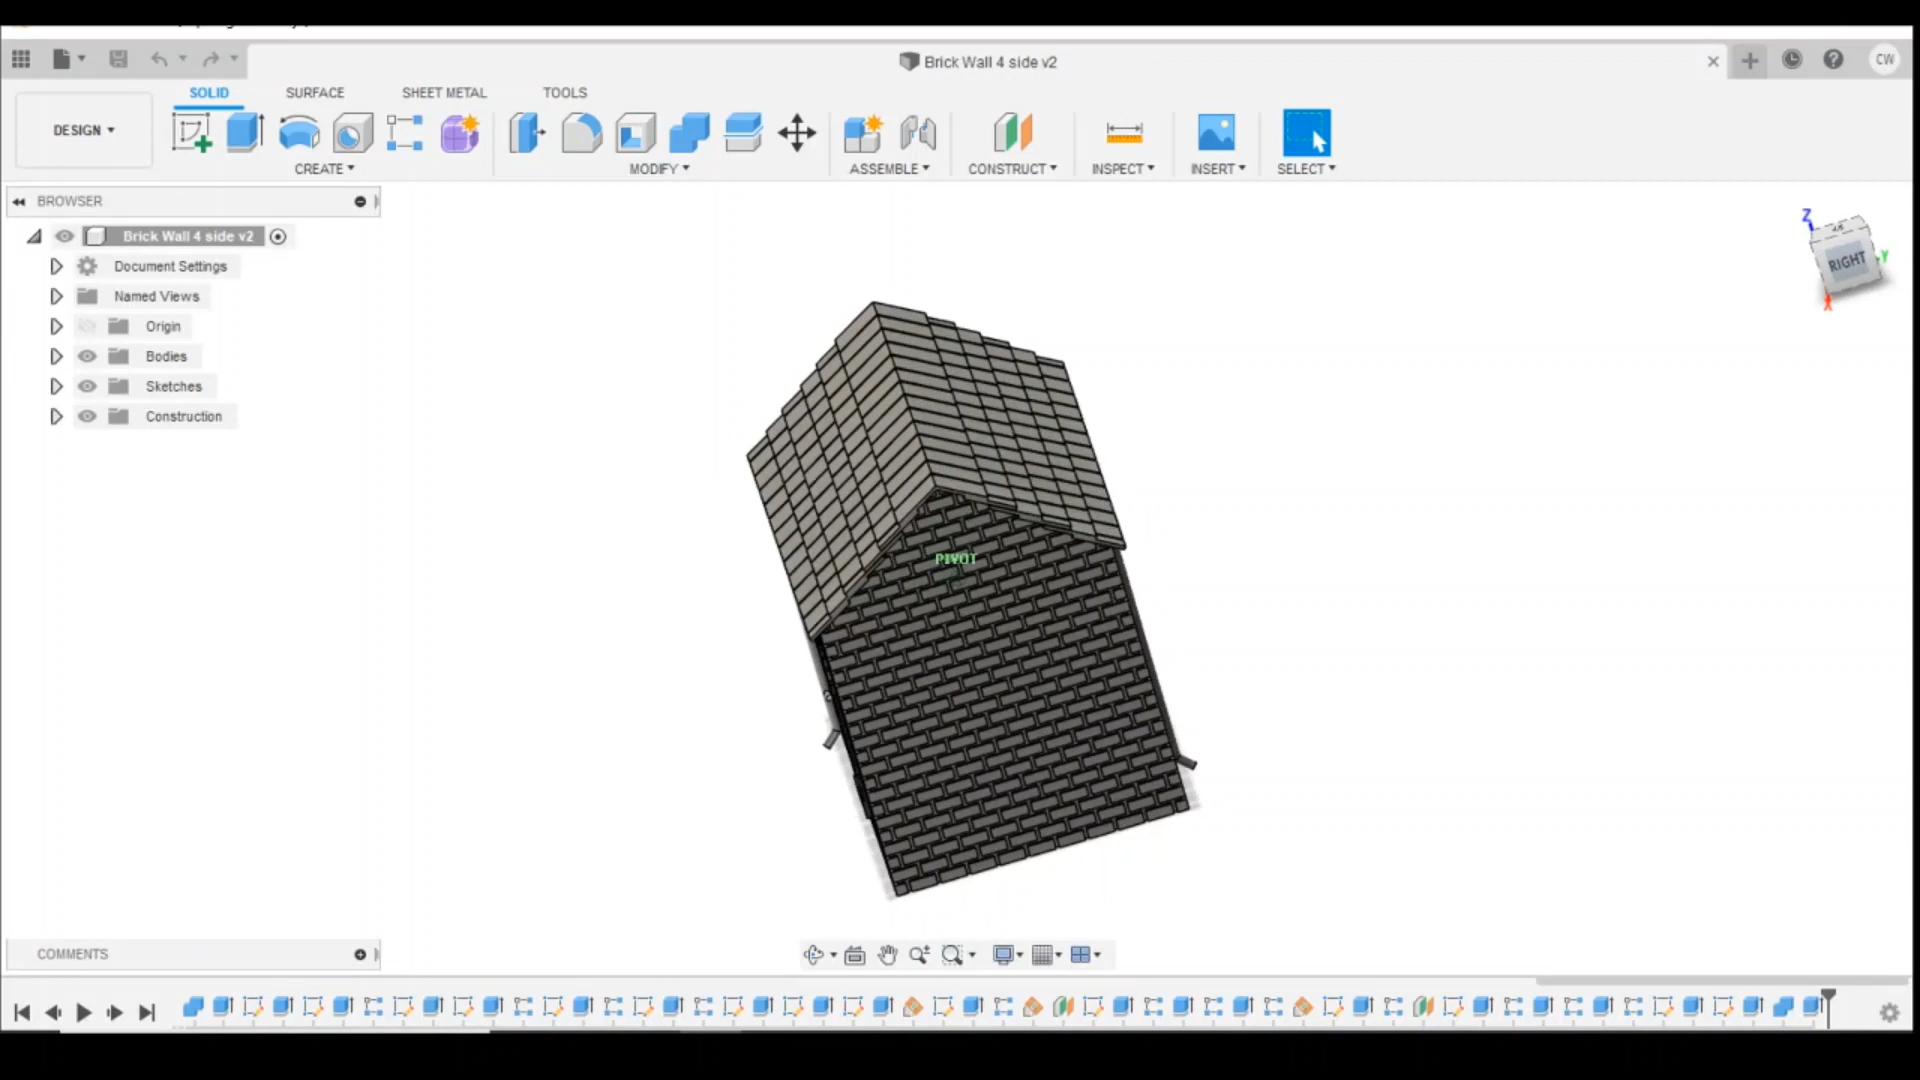 Brick Wall 4 side v2
CW
SOLID
SURFACE
SHEET METAL
TOOLS
DESIGN
CREATE
MODIFY
ASSEMBLE
CONSTRUCT
INSPECT
INSERT
SELECT
BROWSER
Brick Wall 4 side v2
Document Settings
Named Views
Origin
Bodies
Sketches
Construction
Z
RIGHT
Y
X
PIVOT
COMMENTS